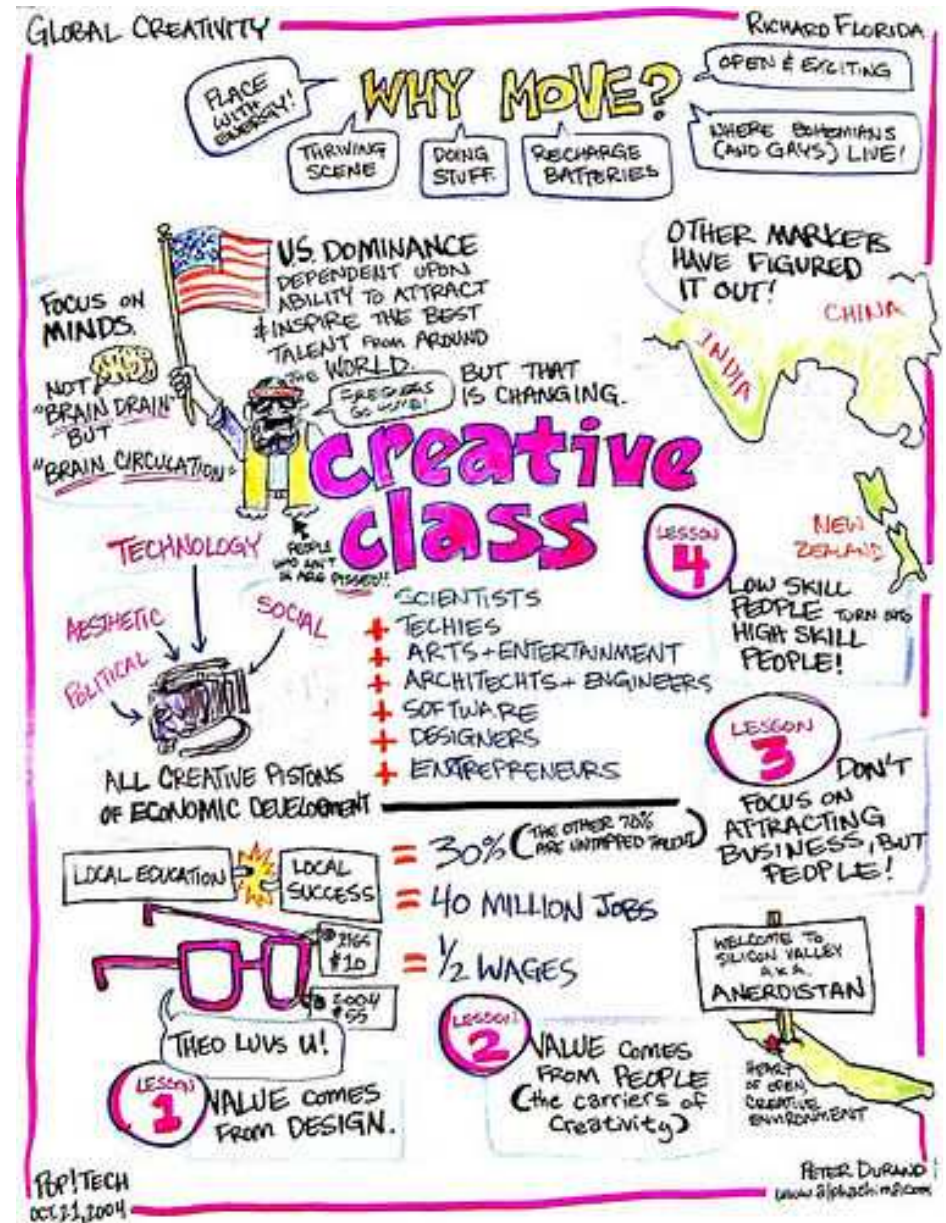 GLOBAL CREATIVITY
RICHARD FLORIDA
WHY MOVE?
PLACE
WITH
ENERGY!
THRIVING
SCENE
DOING
STUFF.
RECHARGE
BATTERIES
OPEN & EXCITING
WHERE BOHEMIANS
(AND GAYS) LIVE!
FOCUS ON
MINDS.
NOT
"BRAIN DRAIN"
BUT
"BRAIN CIRCULATION"
U.S. DOMINANCE
DEPENDENT UPON
ABILITY TO ATTRACT
& INSPIRE THE BEST
TALENT FROM AROUND
THE WORLD.
BUT THAT
IS CHANGING.
OTHER MARKETS
HAVE FIGURED
IT OUT!
CHINA
INDIA
NEW
ZEALAND
creative
class
PEOPLE
WHO AIN'T
IN ARE PISSED!!
TECHNOLOGY
AESTHETIC
SOCIAL
POLITICAL
ALL CREATIVE PISTONS
OF ECONOMIC DEVELOPMENT
SCIENTISTS
+ TECHIES
+ ARTS + ENTERTAINMENT
+ ARCHITECHTS + ENGINEERS
+ SOFTWARE
+ DESIGNERS
+ ENTREPRENEURS
= 30% (THE OTHER 70%
ARE UNTAPPED TALENT)
= 40 MILLION JOBS
= 1/2 WAGES
LESSON
4
LOW SKILL
PEOPLE TURN INTO
HIGH SKILL
PEOPLE!
LESSON
3
DON'T
FOCUS ON
ATTRACTING
BUSINESS, BUT
PEOPLE!
LOCAL EDUCATION
LOCAL
SUCCESS
$10
2004
$55
THEO LUVS U!
LESSON
1
VALUE COMES
FROM DESIGN.
LESSON
2
VALUE COMES
FROM PEOPLE
(the carriers of
Creativity)
WELCOME TO
SILICON VALLEY
A.K.A.
ANERDISTAN
HEART
OF OPEN,
CREATIVE
ENVIRONMENT
POP!TECH
OCT 21, 2004
PETER DURAND